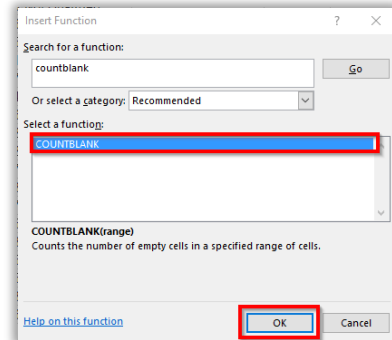 Insert Function ? ×
Search for a function:
countblank
Go
Or select a category: Recommended
Select a function:
COUNTBLANK
COUNTBLANK(range)
Counts the number of empty cells in a specified range of cells.
Help on this function
OK
Cancel